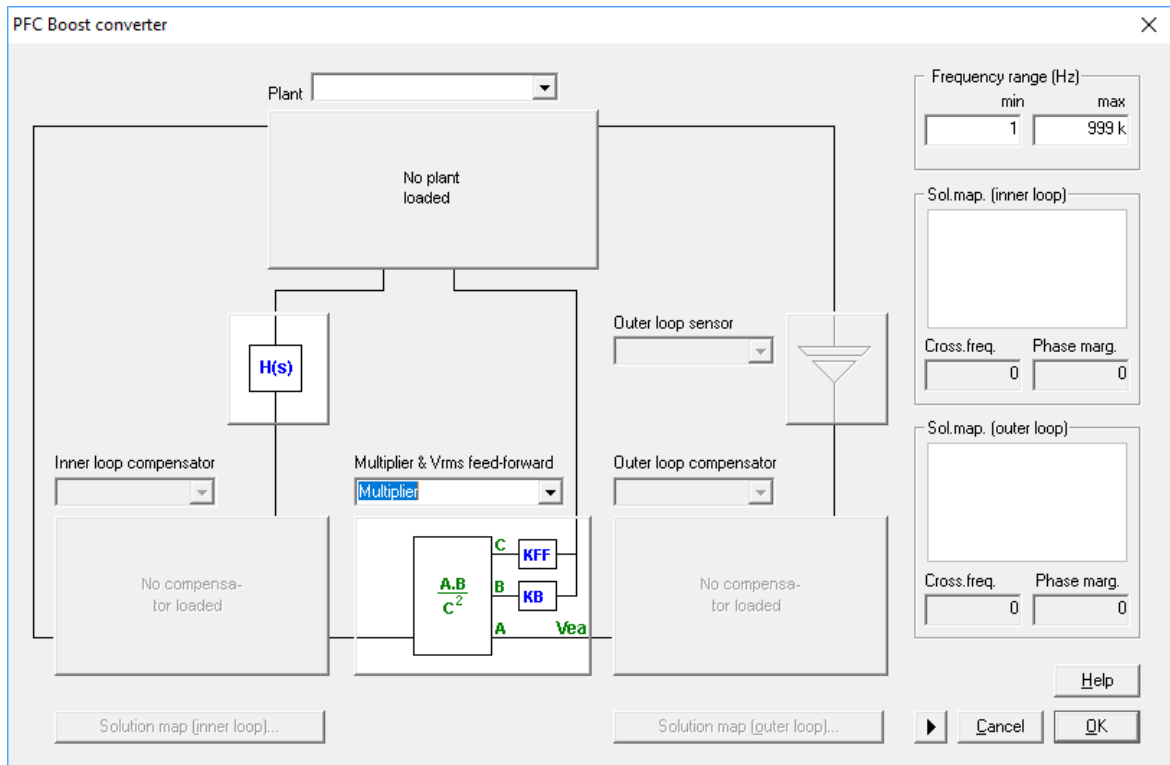 PFC Boost converter
Plant
No plant
loaded
Frequency range (Hz)
min max
1 999 k
Sol.map. (inner loop)
Cross.freq. Phase marg.
0 0
H(s)
Outer loop sensor
Inner loop compensator
Multiplier & Vrms feed-forward
Multiplier
Outer loop compensator
No compensa-
tor loaded
A.B
C2
C KFF
B KB
A Vea
No compensa-
tor loaded
Sol.map. (outer loop)
Cross.freq. Phase marg.
0 0
Solution map (inner loop)...
Solution map (outer loop)...
Help
Cancel OK